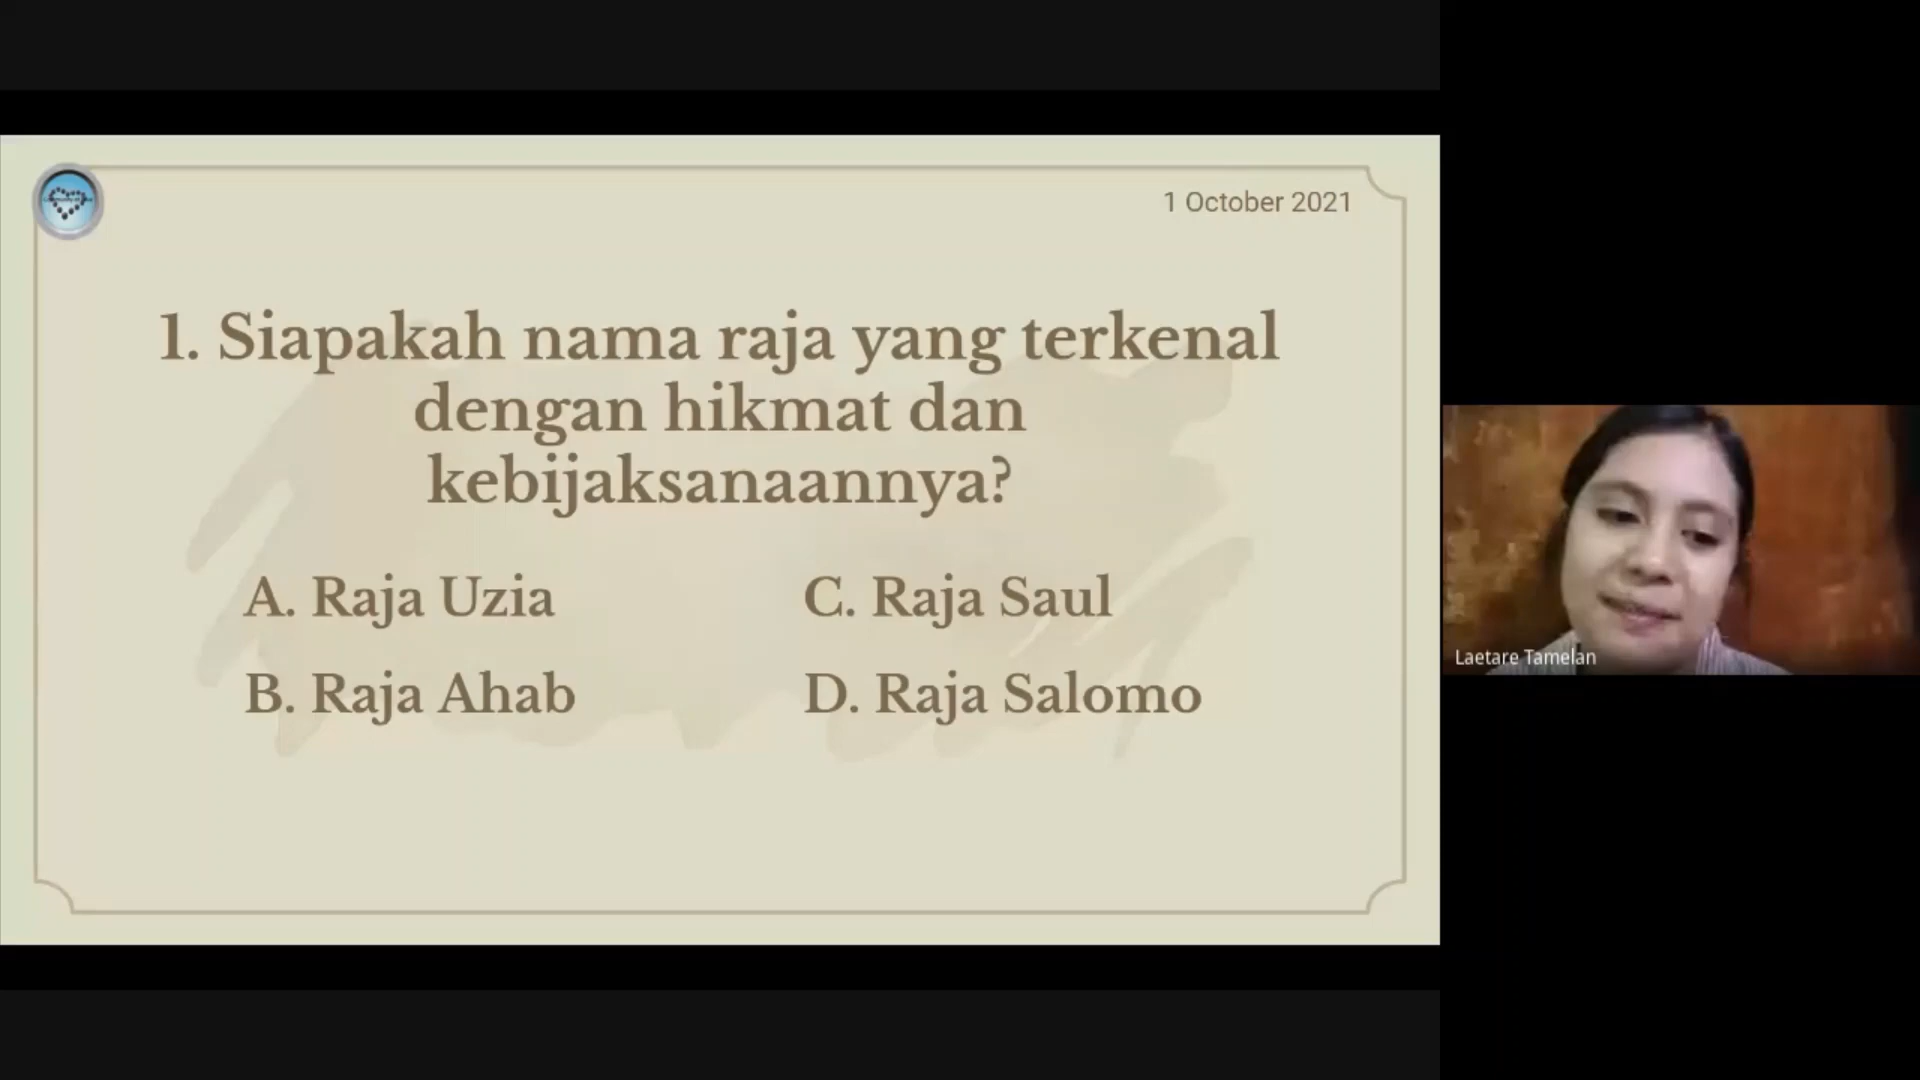 1 October 2021
1. Siapakah nama raja yang terkenal
dengan hikmat dan
kebijaksanaannya?
A. Raja Uzia
C. Raja Saul
B. Raja Ahab
D. Raja Salomo
Laetare Tamelan